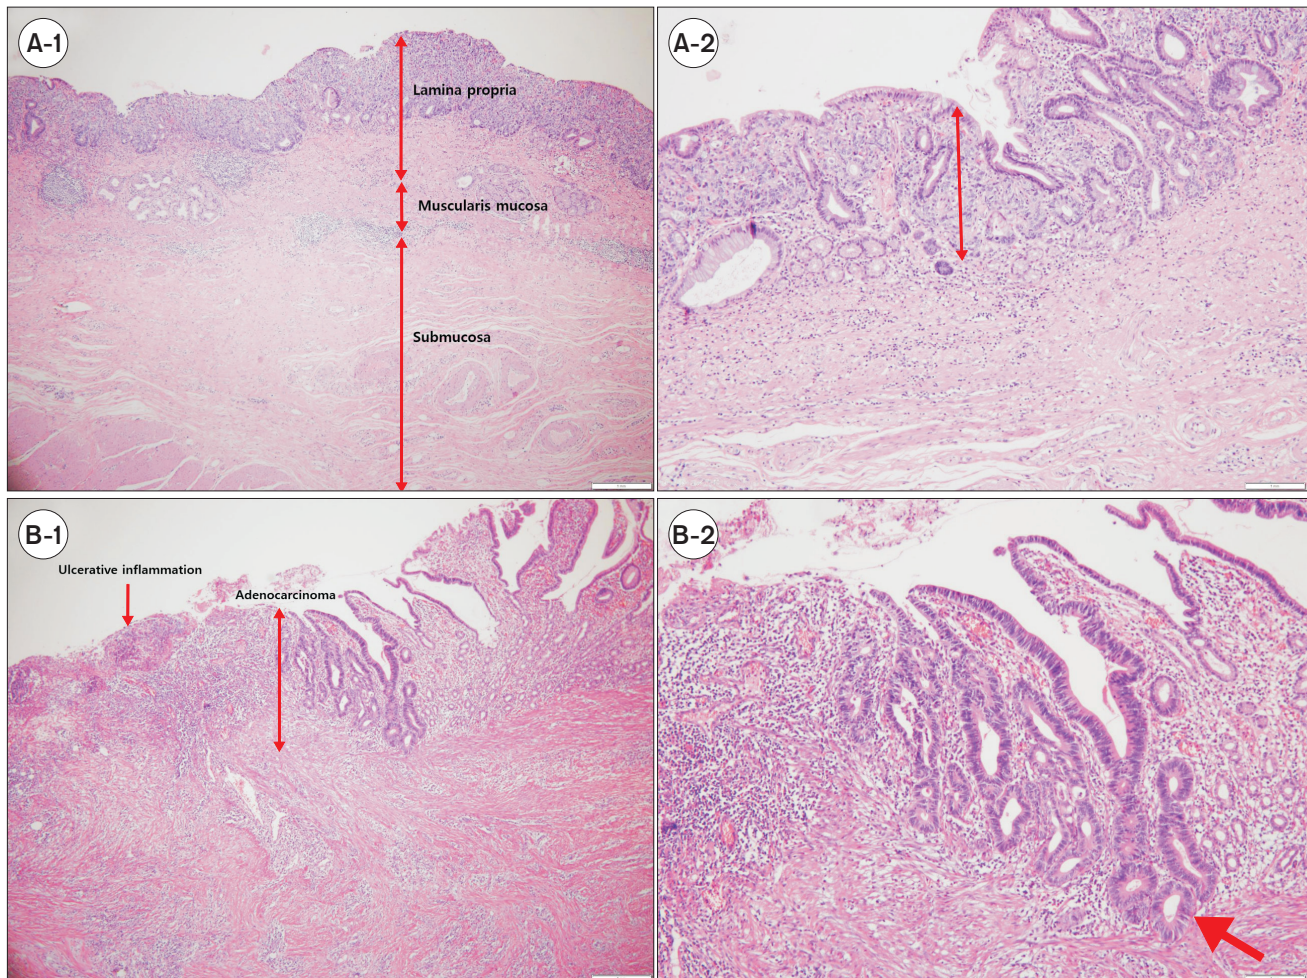 A-1
Lamina propria
Muscularis mucosa
Submucosa
A-2
B-1
Ulcerative inflammation
Adenocarcinoma
B-2